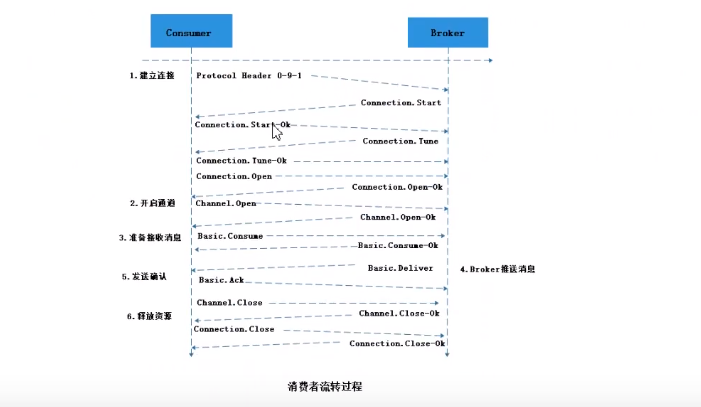 Consumer
Broker
1.建立连接
Protocol Header 0-9-1
Connection.Start
Connection.Start-Ok
Connection.Tune
Connection.Tune-Ok
Connection.Open
Connection.Open-Ok
2.开启通道
Channel.Open
Channel.Open-Ok
3.准备接收消息
Basic.Consume
Basic.Consume-Ok
Basic.Deliver
4.Broker推送消息
5.发送确认
Basic.Ack
Channel.Close
Channel.Close-Ok
6.释放资源
Connection.Close
Connection.Close-Ok
消费者流转过程